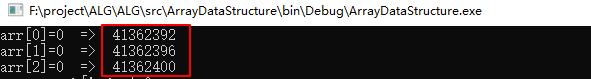 F:\project\ALG\ALG\src\ArrayDataStructure\bin\Debug\ArrayDataStructure.exe
arr[0]=0  => 41362392
arr[1]=0  => 41362396
arr[2]=0  => 41362400